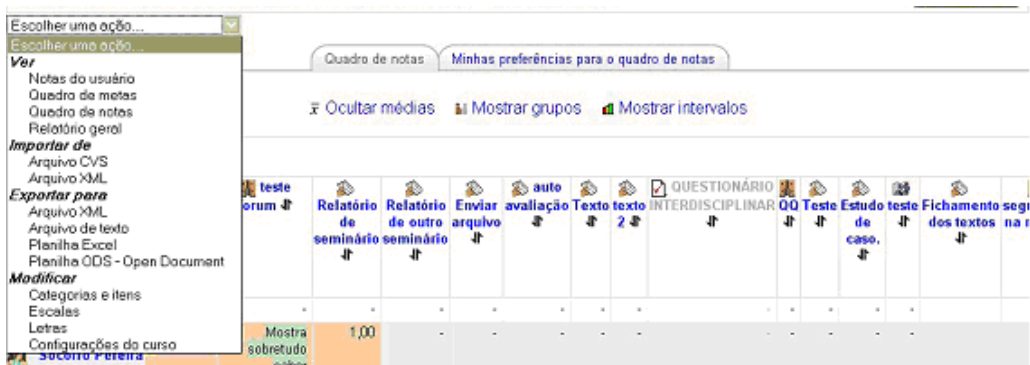 Escolher uma ação...
Escolher uma ação...
Ver
Notas do usuário
Quadro de metas
Quadro de notas
Relatório geral
Importar de
Arquivo CVS
Arquivo XML
Exportar para
Arquivo XML
Arquivo de texto
Planilha Excel
Planilha ODS - Open Document
Modificar
Categorias e itens
Escalas
Letras
Configurações do curso
Socorro Pereira
Quadro de notas Minhas preferências para o quadro de notas
Ocultar médias Mostrar grupos Mostrar intervalos
teste auto QUESTIONÁRIO
orum Relatório Relatório Enviar avaliação Texto texto INTERDISCIPLINAR QQ Teste Estudo teste Fichamento segu
de de outro arquivo 2 de dos textos na
seminário seminário caso.
Mostra 1,00 - - - - - - - - - -
sobretudo